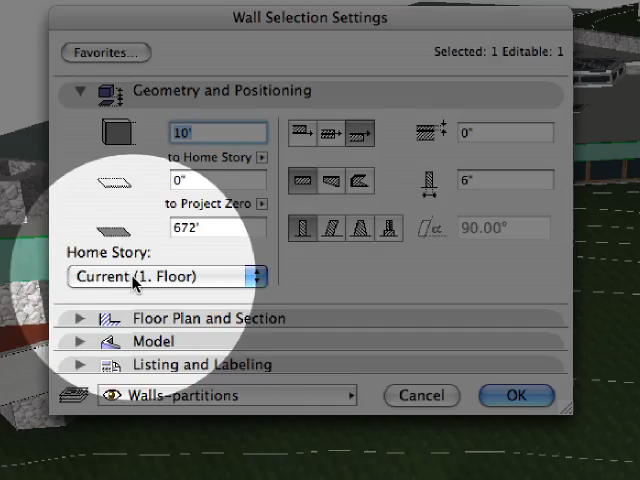 Wall Selection Settings
Favorites...
Selected: 1 Editable: 1
Geometry and Positioning
10'
0"
to Home Story
0"
6"
to Project Zero
672'
α
90.00°
Home Story:
Current (1. Floor)
Floor Plan and Section
Model
Listing and Labeling
Walls-partitions
Cancel
OK